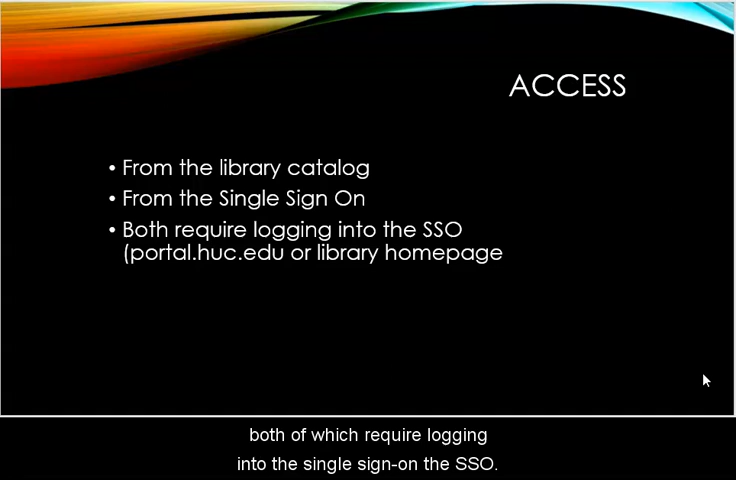 ACCESS
• From the library catalog
• From the Single Sign On
• Both require logging into the SSO
(portal.huc.edu or library homepage
both of which require logging
into the single sign-on the SSO.